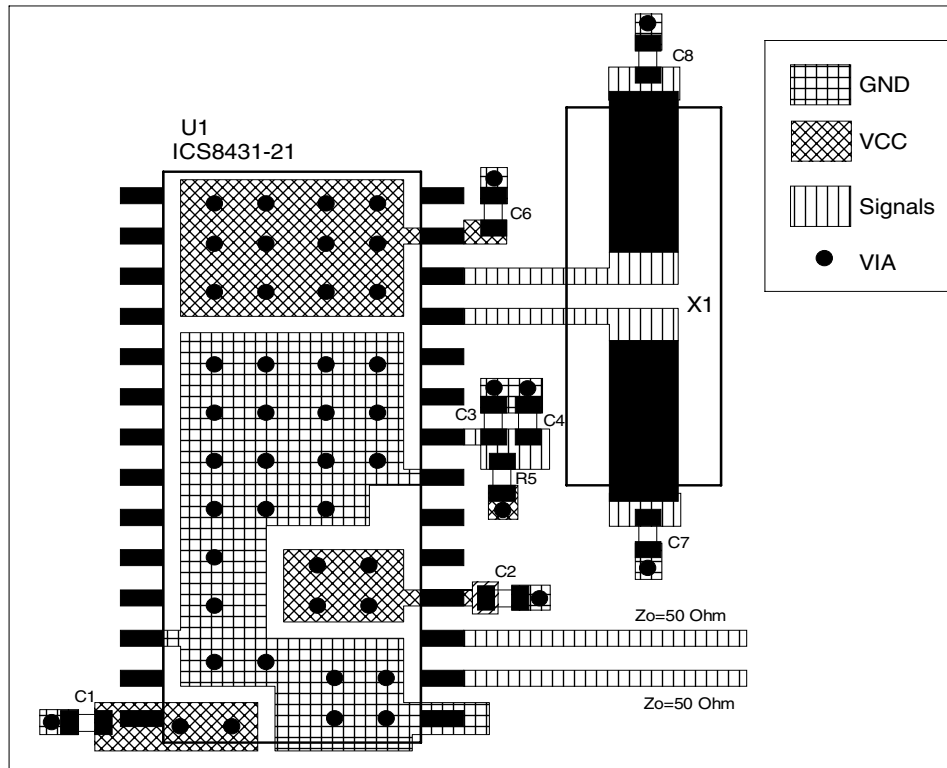 C8
GND
U1
ICS8431-21
VCC
C6
Signals
VIA
X1
C3
C4
R5
C7
C2
Zo=50 Ohm
C1
Zo=50 Ohm